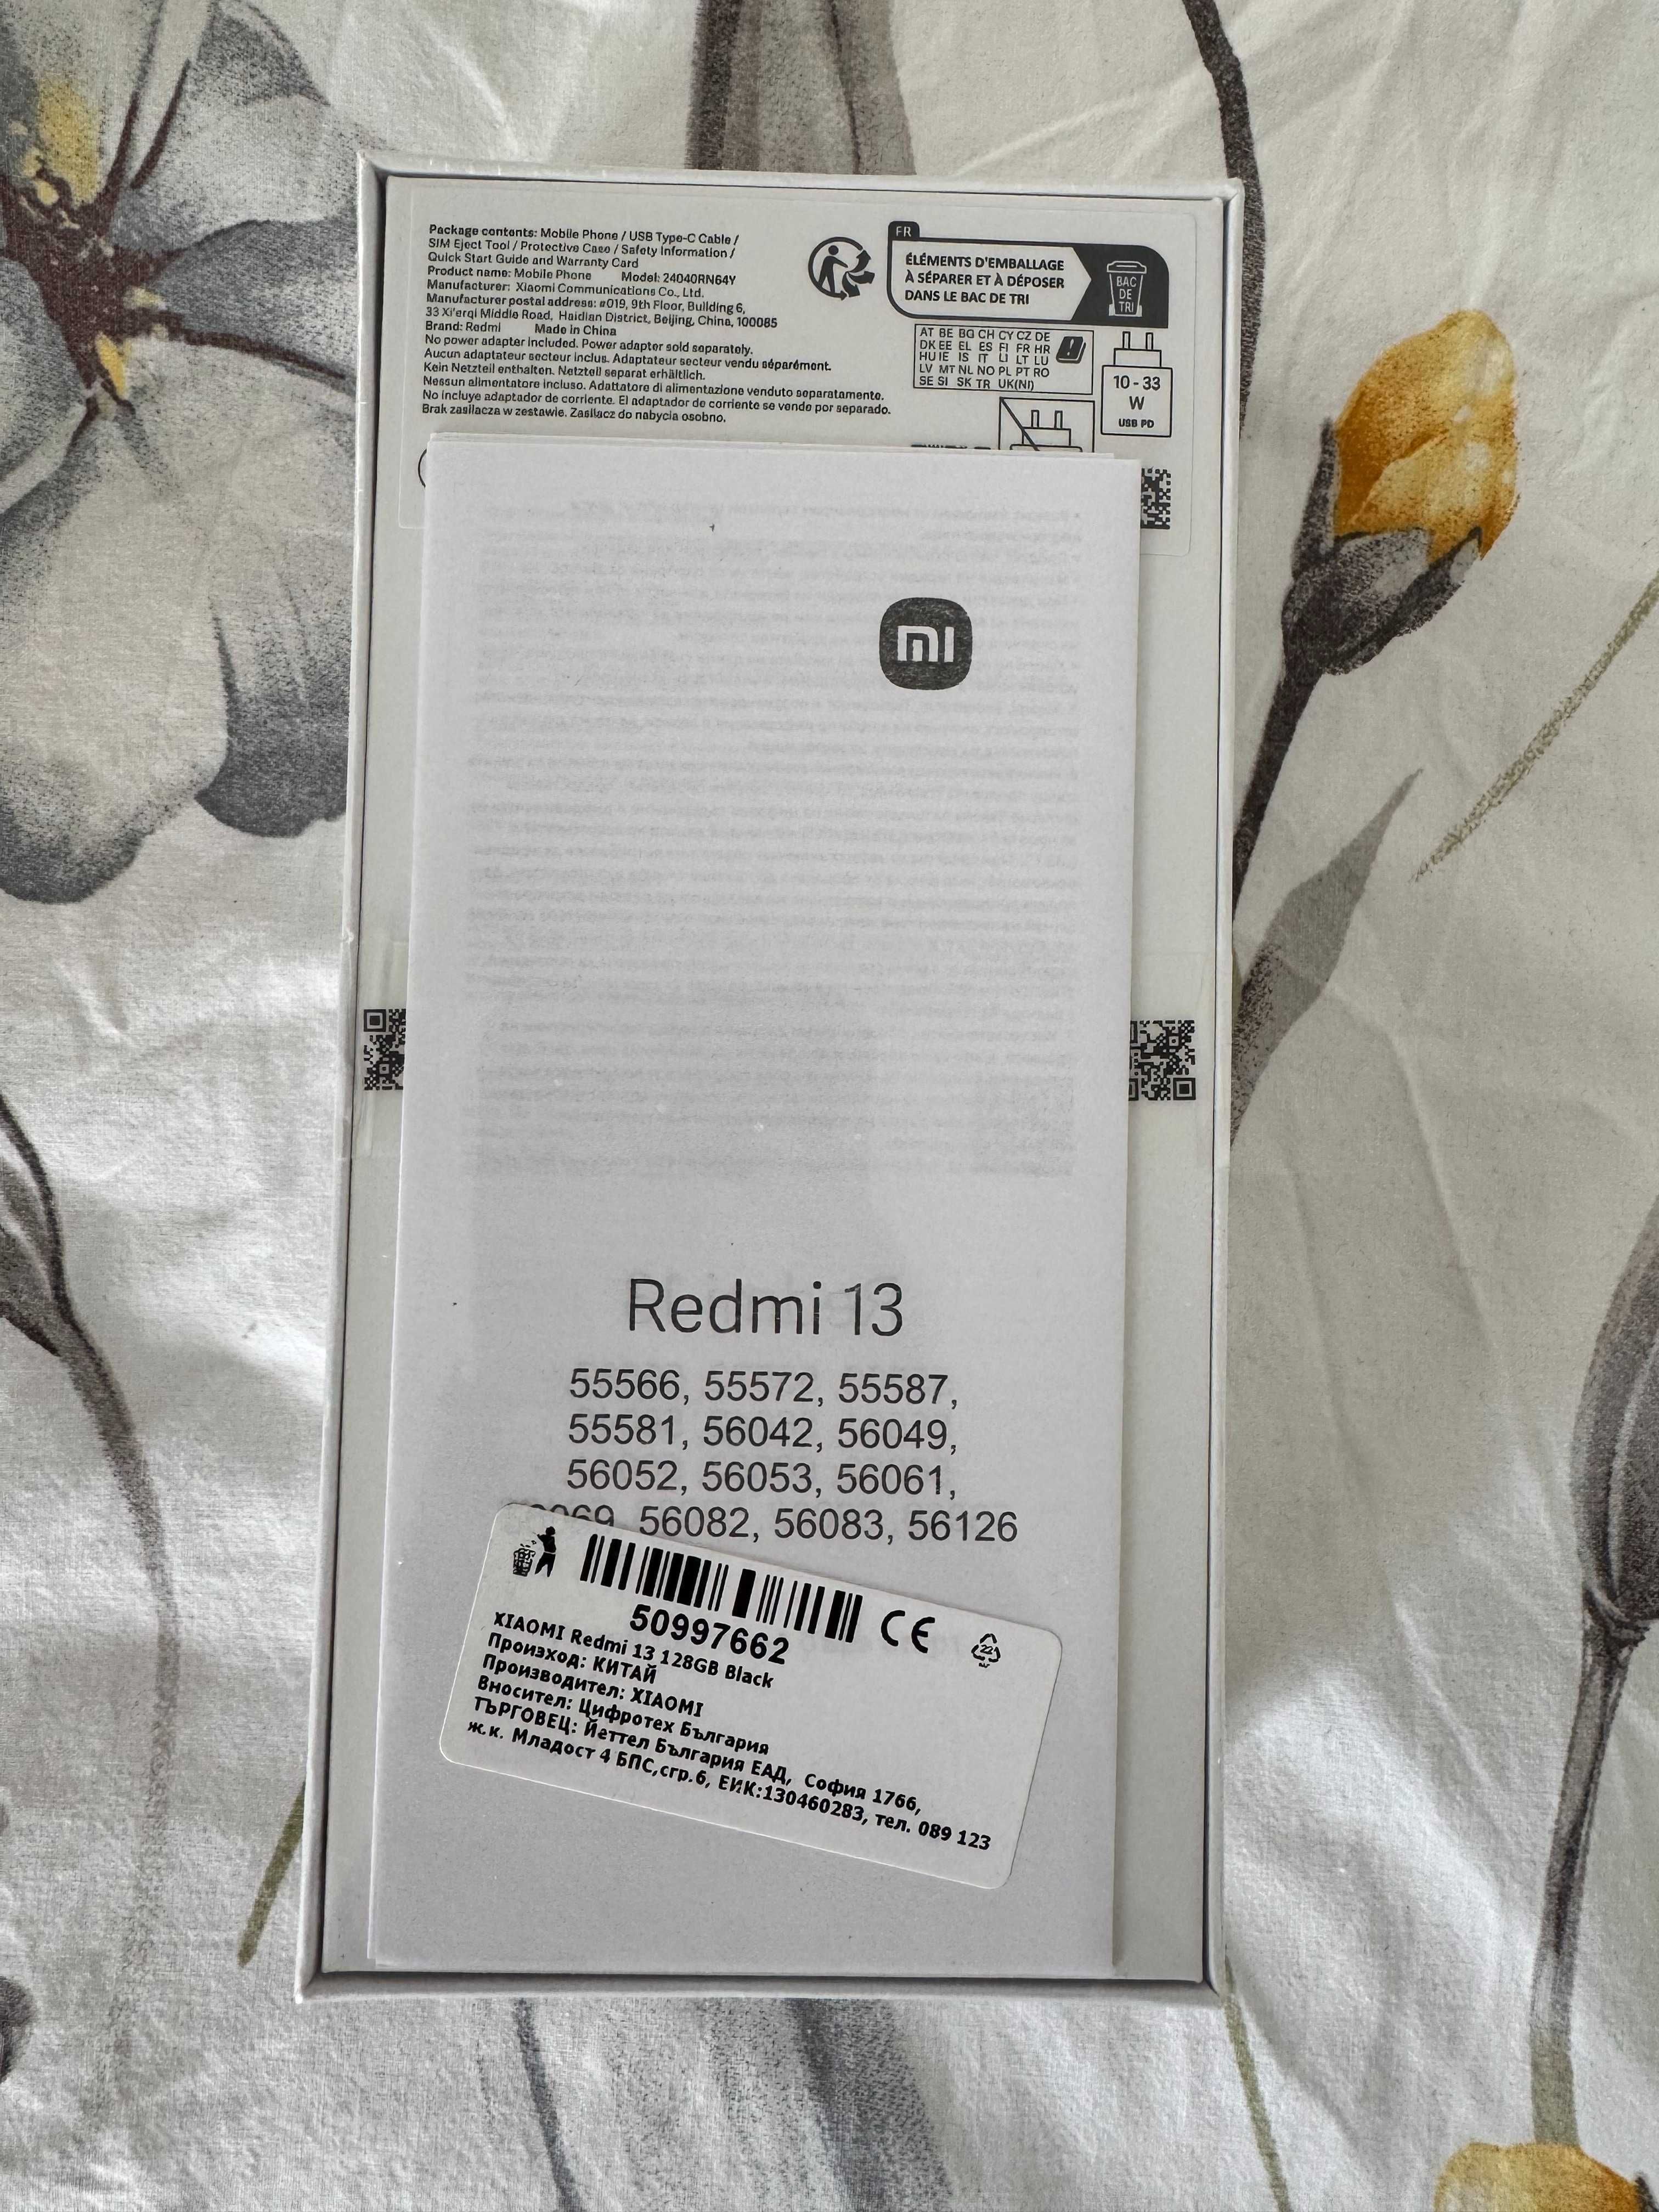 Package contents: Mobile Phone / USB Type-C Cable /
SIM Eject Tool / Protective Case / Safety Information /
Quick Start Guide and Warranty Card
Product name: Mobile Phone Model: 24040RN64Y
Manufacturer: Xiaomi Communications Co., Ltd.
Manufacturer postal address: #019, 9th Floor, Building 6,
33 Xi'erqi Middle Road, Haidian District, Beijing, China, 100085
Brand: Redmi Made in China
No power adapter included. Power adapter sold separately.
Aucun adaptateur secteur inclus. Adaptateur secteur vendu séparément.
Kein Netzteil enthalten. Netzteil separat erhältlich.
Nessun alimentatore incluso. Adattatore di alimentazione venduto separatamente.
No incluye adaptador de corriente. El adaptador de corriente se vende por separado.
Brak zasilacza w zestawie. Zasilacz do nabycia osobno.
FR
ÉLÉMENTS D'EMBALLAGE
À SÉPARER ET À DÉPOSER
DANS LE BAC DE TRI
BAC
DE
TRI
AT BE BG CH CY CZ DE
DK EE EL ES FI FR HR
HU IE IS IT LI LT LU
LV MT NL NO PL PT RO
SE SI SK TR UK(NI)
10 - 33
W
USB PD
mi
Redmi 13
55566, 55572, 55587,
55581, 56042, 56049,
56052, 56053, 56061,
56082, 56083, 56126
50997662
CE
22
XIAOMI Redmi 13 128GB Black
Произход: КИТАЙ
Производител: XIAOMI
Вносител: Цифротех България
ТЪРГОВЕЦ: Йеттел България ЕАД, София 1766,
ж.к. Младост 4 БПС,сгр.6, ЕИК:130460283, тел. 089 123